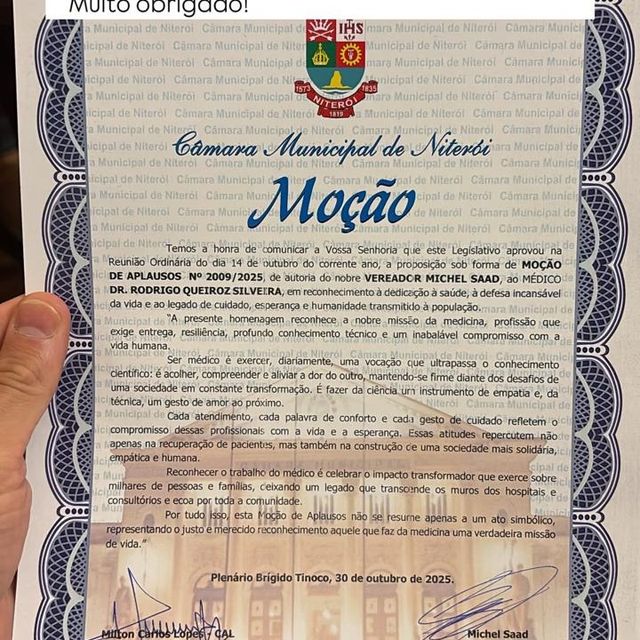 Muito obrigado!
IHS
1573 1835
NITERÓI
1819
Câmara Municipal de Niterói
Moção
Temos a honra de comunicar a Vossa Senhoria que este Legislativo aprovou na
Reunião Ordinária do dia 14 de outubro do corrente ano, a proposição sob forma de MOÇÃO
DE APLAUSOS Nº 2009/2025, de autoria do nobre VEREADOR MICHEL SAAD, ao MÉDICO
DR. RODRIGO QUEIROZ SILVEIRA, em reconhecimento à dedicação à saúde, à defesa incansável
da vida e ao legado de cuidado, esperança e humanidade transmitido à população.
"A presente homenagem reconhece a nobre missão da medicina, profissão que
exige entrega, resiliência, profundo conhecimento técnico e um inabalável compromisso com a
vida humana.
Ser médico é exercer, diariamente, uma vocação que ultrapassa o conhecimento
científico: é acolher, compreender e aliviar a dor do outro, mantendo-se firme diante dos desafios de
uma sociedade em constante transformação. É fazer da ciência um instrumento de empatia e, da
técnica, um gesto de amor ao próximo.
Cada atendimento, cada palavra de conforto e cada gesto de cuidado refletem o
compromisso dessas profissionais com a vida e a esperança. Essas atitudes repercutem não
apenas na recuperação de pacientes, mas também na construção de uma sociedade mais solidária,
empática e humana.
Reconhecer o trabalho do médico é celebrar o impacto transformador que exerce sobre
milhares de pessoas e famílias, deixando um legado que transcende os muros dos hospitais e
consultórios e ecoa por toda a comunidade.
Por tudo isso, esta Moção de Aplausos não se resume apenas a um ato simbólico,
representando o justo e merecido reconhecimento aquele que faz da medicina uma verdadeira missão
de vida."
Plenário Brígido Tinoco, 30 de outubro de 2025.
Milton Carlos Lopes / CAL Michel Saad